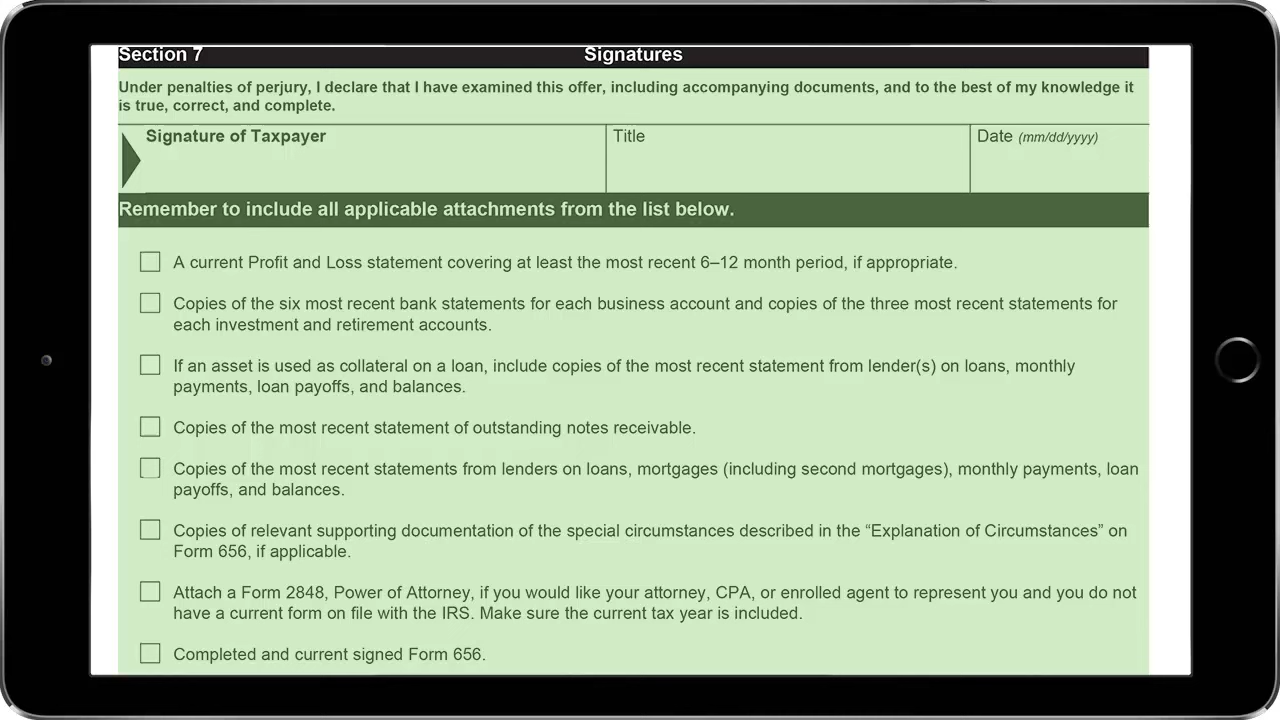 Section 7 Signatures
Under penalties of perjury, I declare that I have examined this offer, including accompanying documents, and to the best of my knowledge it
is true, correct, and complete.
Signature of Taxpayer Title Date (mm/dd/yyyy)
Remember to include all applicable attachments from the list below.
A current Profit and Loss statement covering at least the most recent 6–12 month period, if appropriate.
Copies of the six most recent bank statements for each business account and copies of the three most recent statements for
each investment and retirement accounts.
If an asset is used as collateral on a loan, include copies of the most recent statement from lender(s) on loans, monthly
payments, loan payoffs, and balances.
Copies of the most recent statement of outstanding notes receivable.
Copies of the most recent statements from lenders on loans, mortgages (including second mortgages), monthly payments, loan
payoffs, and balances.
Copies of relevant supporting documentation of the special circumstances described in the “Explanation of Circumstances” on
Form 656, if applicable.
Attach a Form 2848, Power of Attorney, if you would like your attorney, CPA, or enrolled agent to represent you and you do not
have a current form on file with the IRS. Make sure the current tax year is included.
Completed and current signed Form 656.